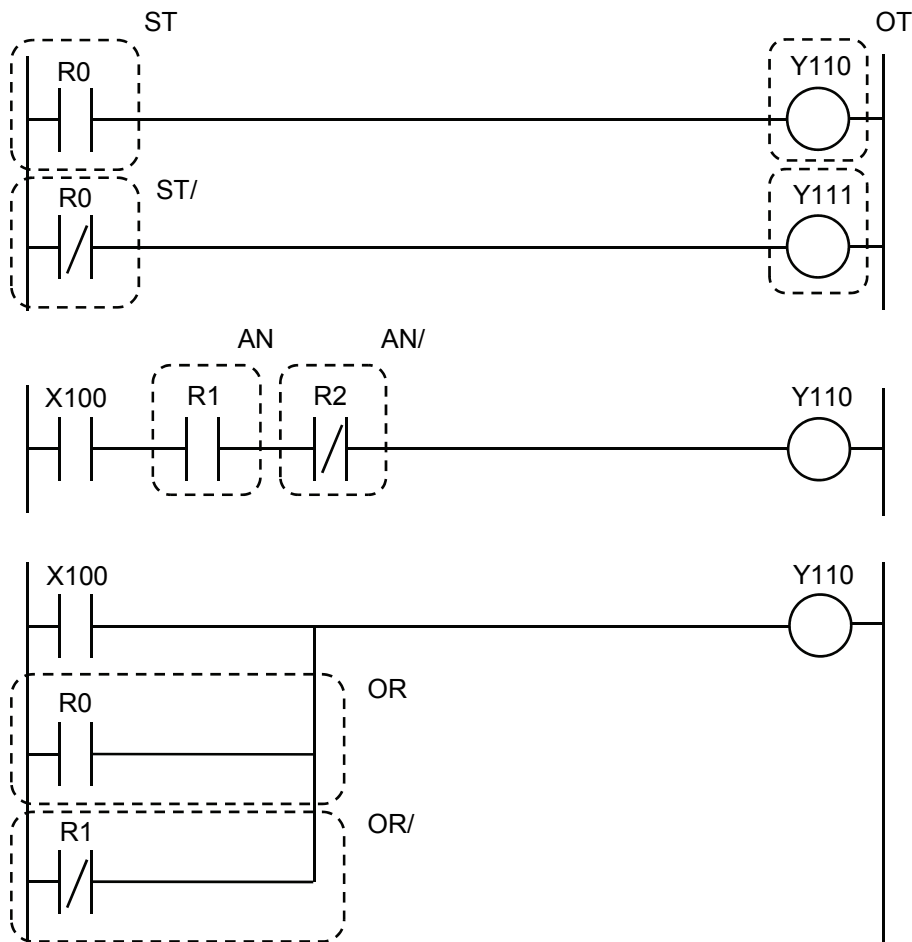 ST OT
R0 Y110
ST/
R0 Y111
AN AN/
X100 R1 R2 Y110
X100 Y110
OR
R0
OR/
R1